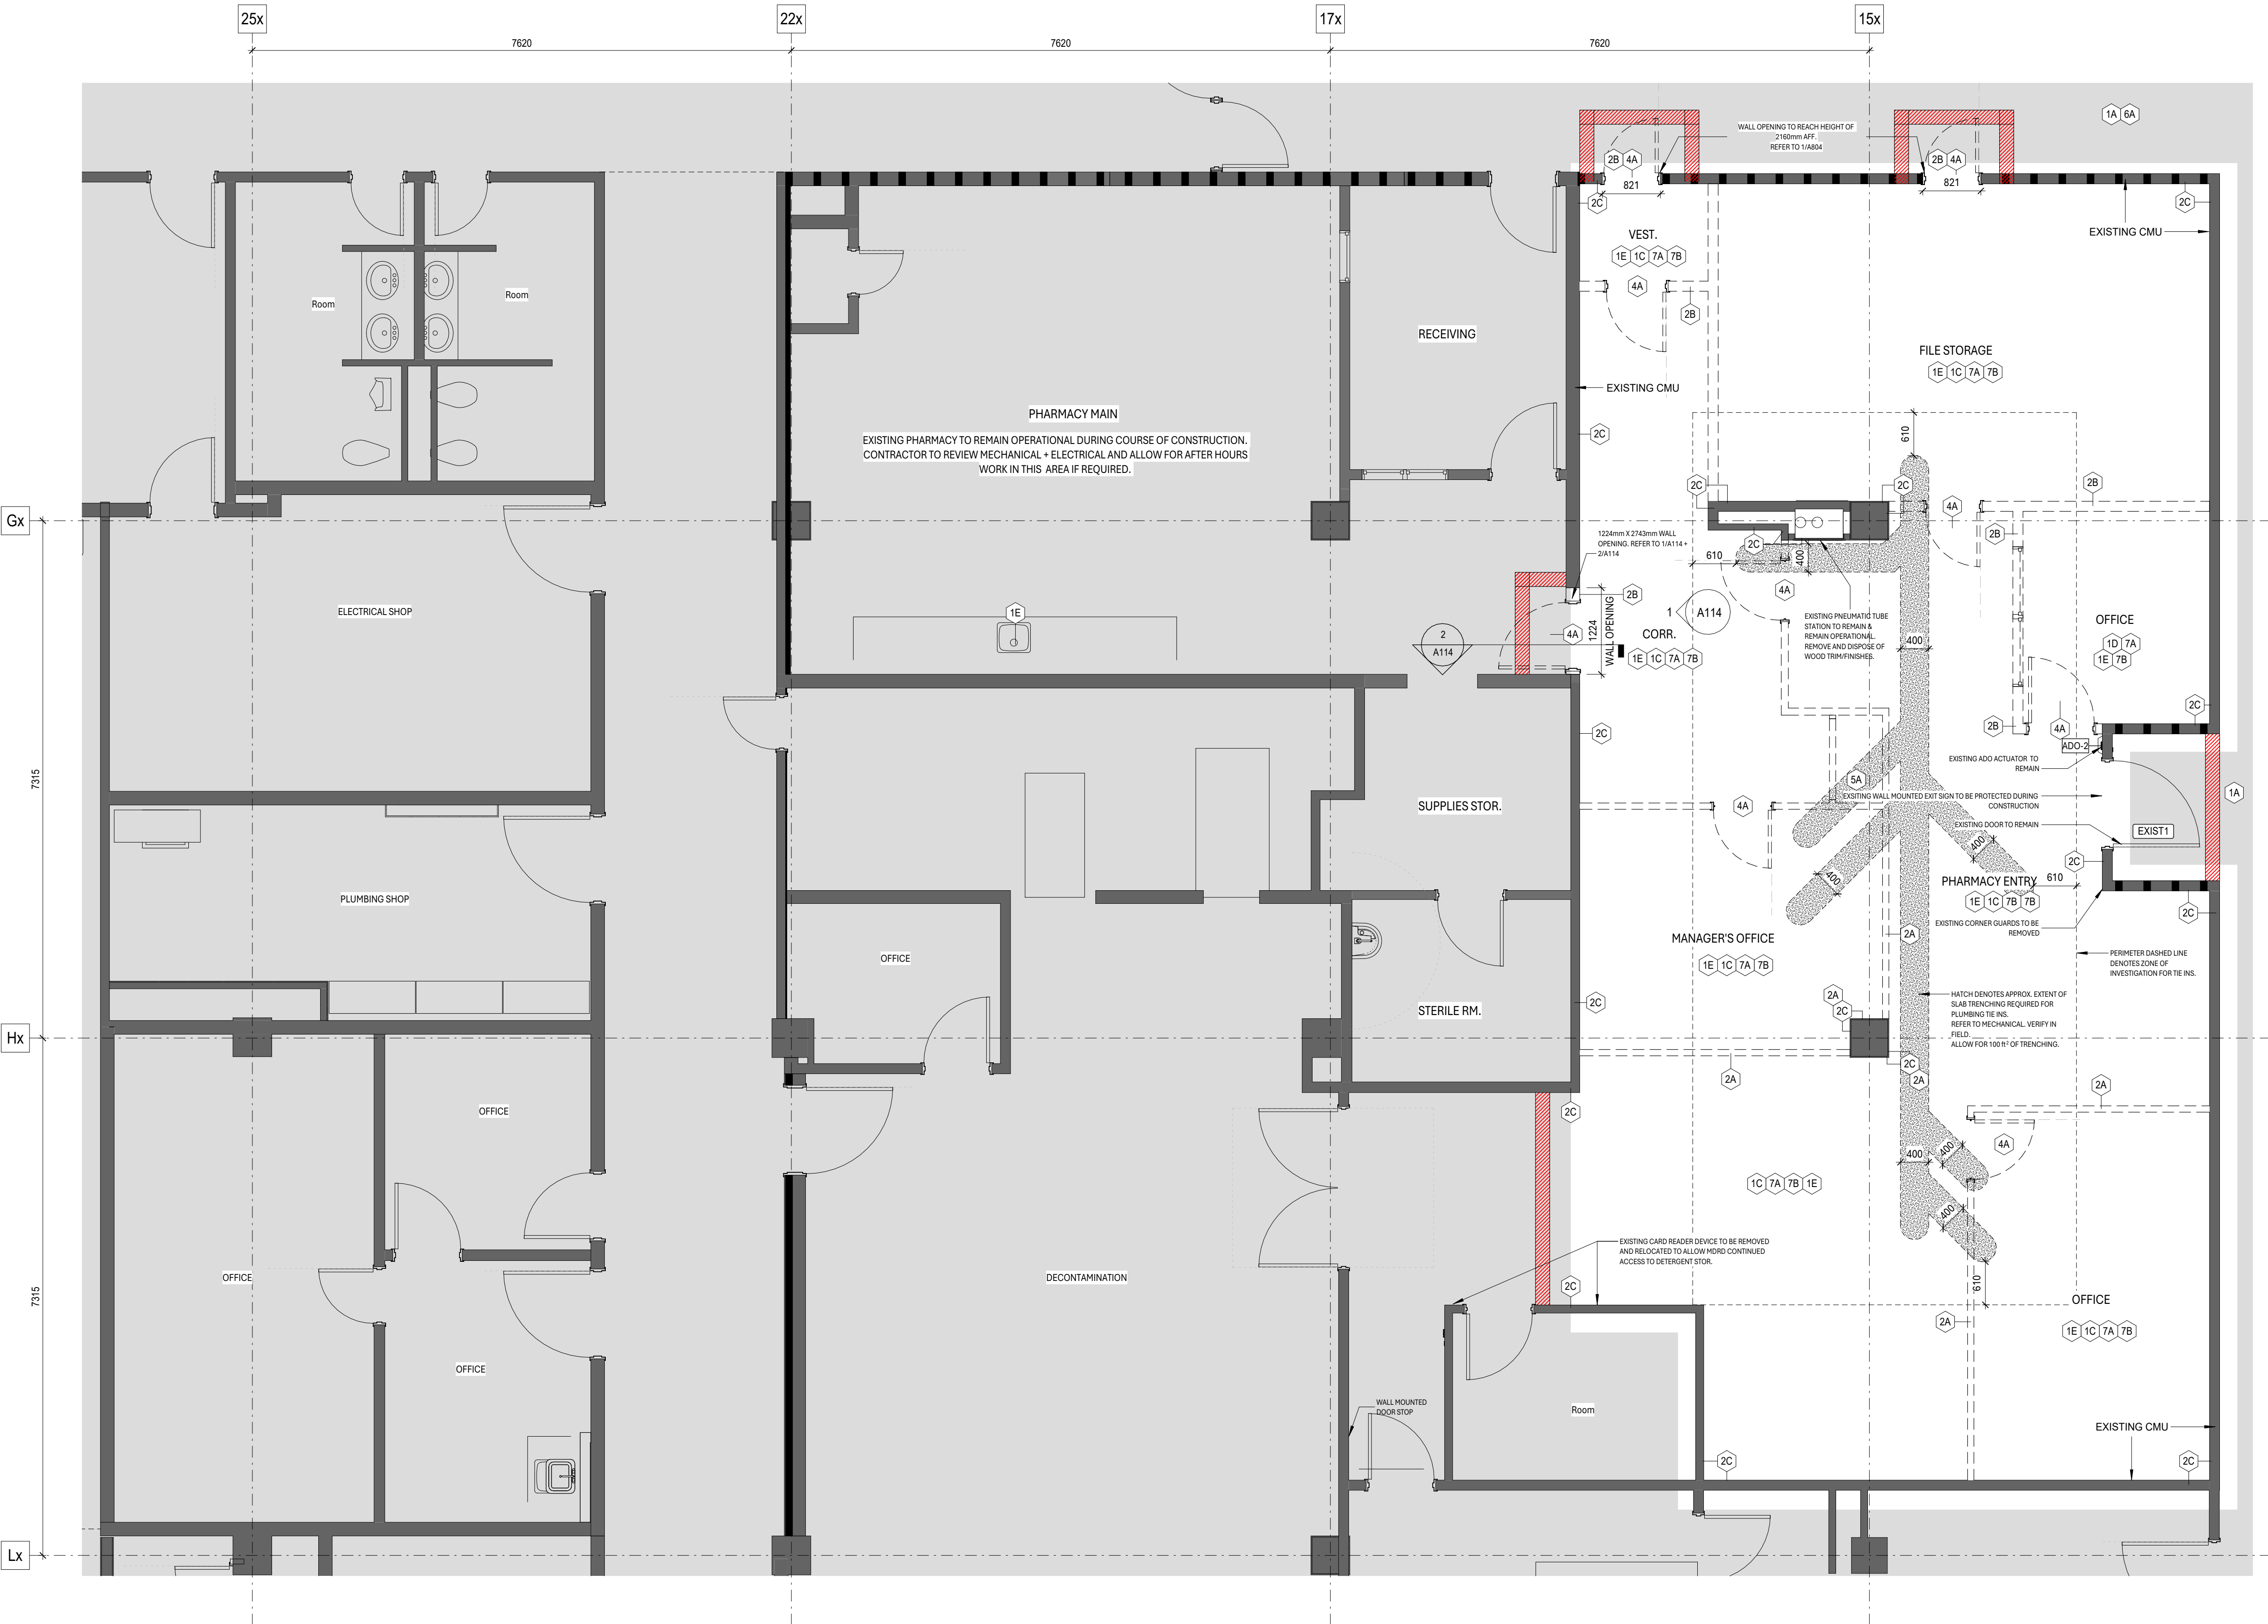 25x
22x
17x
15x
7620
7620
7620
1A 6A
WALL OPENING TO REACH HEIGHT OF
2160mm AFF.
REFER TO 1/A804
2B 4A
821
2B 4A
821
2C
2C
EXISTING CMU
VEST.
1E 1C 7A 7B
4A
2B
Room
Room
RECEIVING
FILE STORAGE
1E 1C 7A 7B
EXISTING CMU
PHARMACY MAIN
EXISTING PHARMACY TO REMAIN OPERATIONAL DURING COURSE OF CONSTRUCTION.
CONTRACTOR TO REVIEW MECHANICAL + ELECTRICAL AND ALLOW FOR AFTER HOURS
WORK IN THIS AREA IF REQUIRED.
2C
610
2C
2C
2B
4A
Gx
1224mm X 2743mm WALL
OPENING. REFER TO 1/A114 +
2/A114
2C
2B
610
400
4A
2B
1
A114
EXISTING PNEUMATIC TUBE
STATION TO REMAIN &
REMAIN OPERATIONAL.
REMOVE AND DISPOSE OF
WOOD TRIM/FINISHES.
ELECTRICAL SHOP
1E
4A
1224
WALL OPENING
CORR.
1E 1C 7A 7B
2
A114
400
OFFICE
1D 7A
1E 7B
2C
2C
2B
4A
ADO-2
EXISTING ADO ACTUATOR TO
REMAIN
7315
5A
EXSITING WALL MOUNTED EXIT SIGN TO BE PROTECTED DURING
CONSTRUCTION
1A
SUPPLIES STOR.
4A
EXISTING DOOR TO REMAIN
EXIST1
400
2C
400
610
PHARMACY ENTRY
1E 1C 7B 7B
PLUMBING SHOP
2C
EXISTING CORNER GUARDS TO BE
REMOVED
MANAGER'S OFFICE
1E 1C 7A 7B
2A
PERIMETER DASHED LINE
DENOTES ZONE OF
INVESTIGATION FOR TIE INS.
OFFICE
2C
STERILE RM.
2A
2C
HATCH DENOTES APPROX. EXTENT OF
SLAB TRENCHING REQUIRED FOR
PLUMBING TIE INS.
REFER TO MECHANICAL. VERIFY IN
FIELD.
ALLOW FOR 100 ft² OF TRENCHING.
Hx
2A
2C
2A
2A
OFFICE
2C
4A
400
400
1C 7A 7B 1E
400
EXISTING CARD READER DEVICE TO BE REMOVED
AND RELOCATED TO ALLOW MDRD CONTINUED
ACCESS TO DETERGENT STOR.
OFFICE
DECONTAMINATION
2C
610
7315
OFFICE
1E 1C 7A 7B
2A
OFFICE
WALL MOUNTED
DOOR STOP
Room
EXISTING CMU
2C
2C
Lx